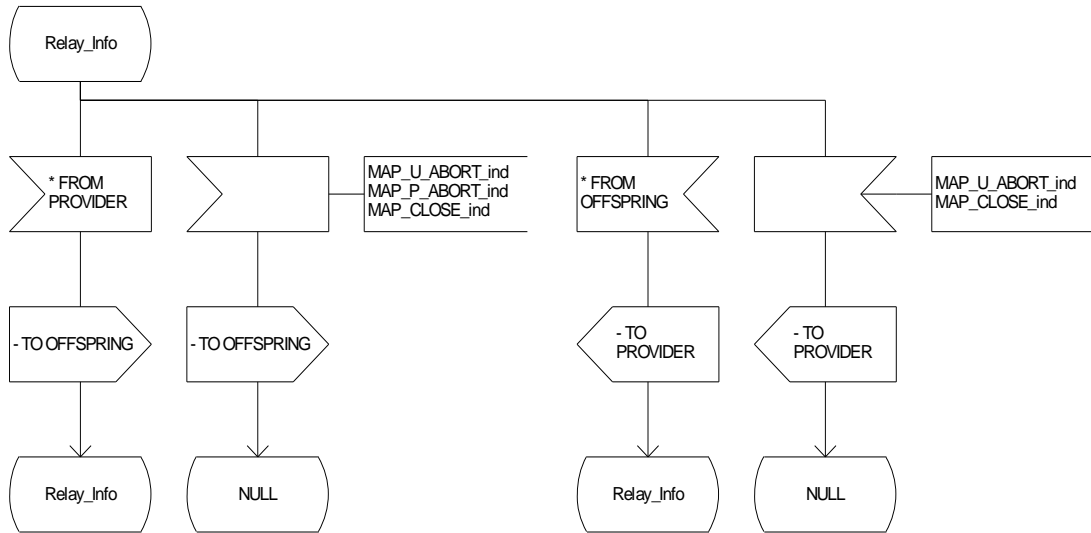 Relay_Info
* FROM
PROVIDER
MAP_U_ABORT_ind
MAP_P_ABORT_ind
MAP_CLOSE_ind
* FROM
OFFSPRING
MAP_U_ABORT_ind
MAP_CLOSE_ind
- TO OFFSPRING
- TO OFFSPRING
- TO
PROVIDER
- TO
PROVIDER
Relay_Info
NULL
Relay_Info
NULL